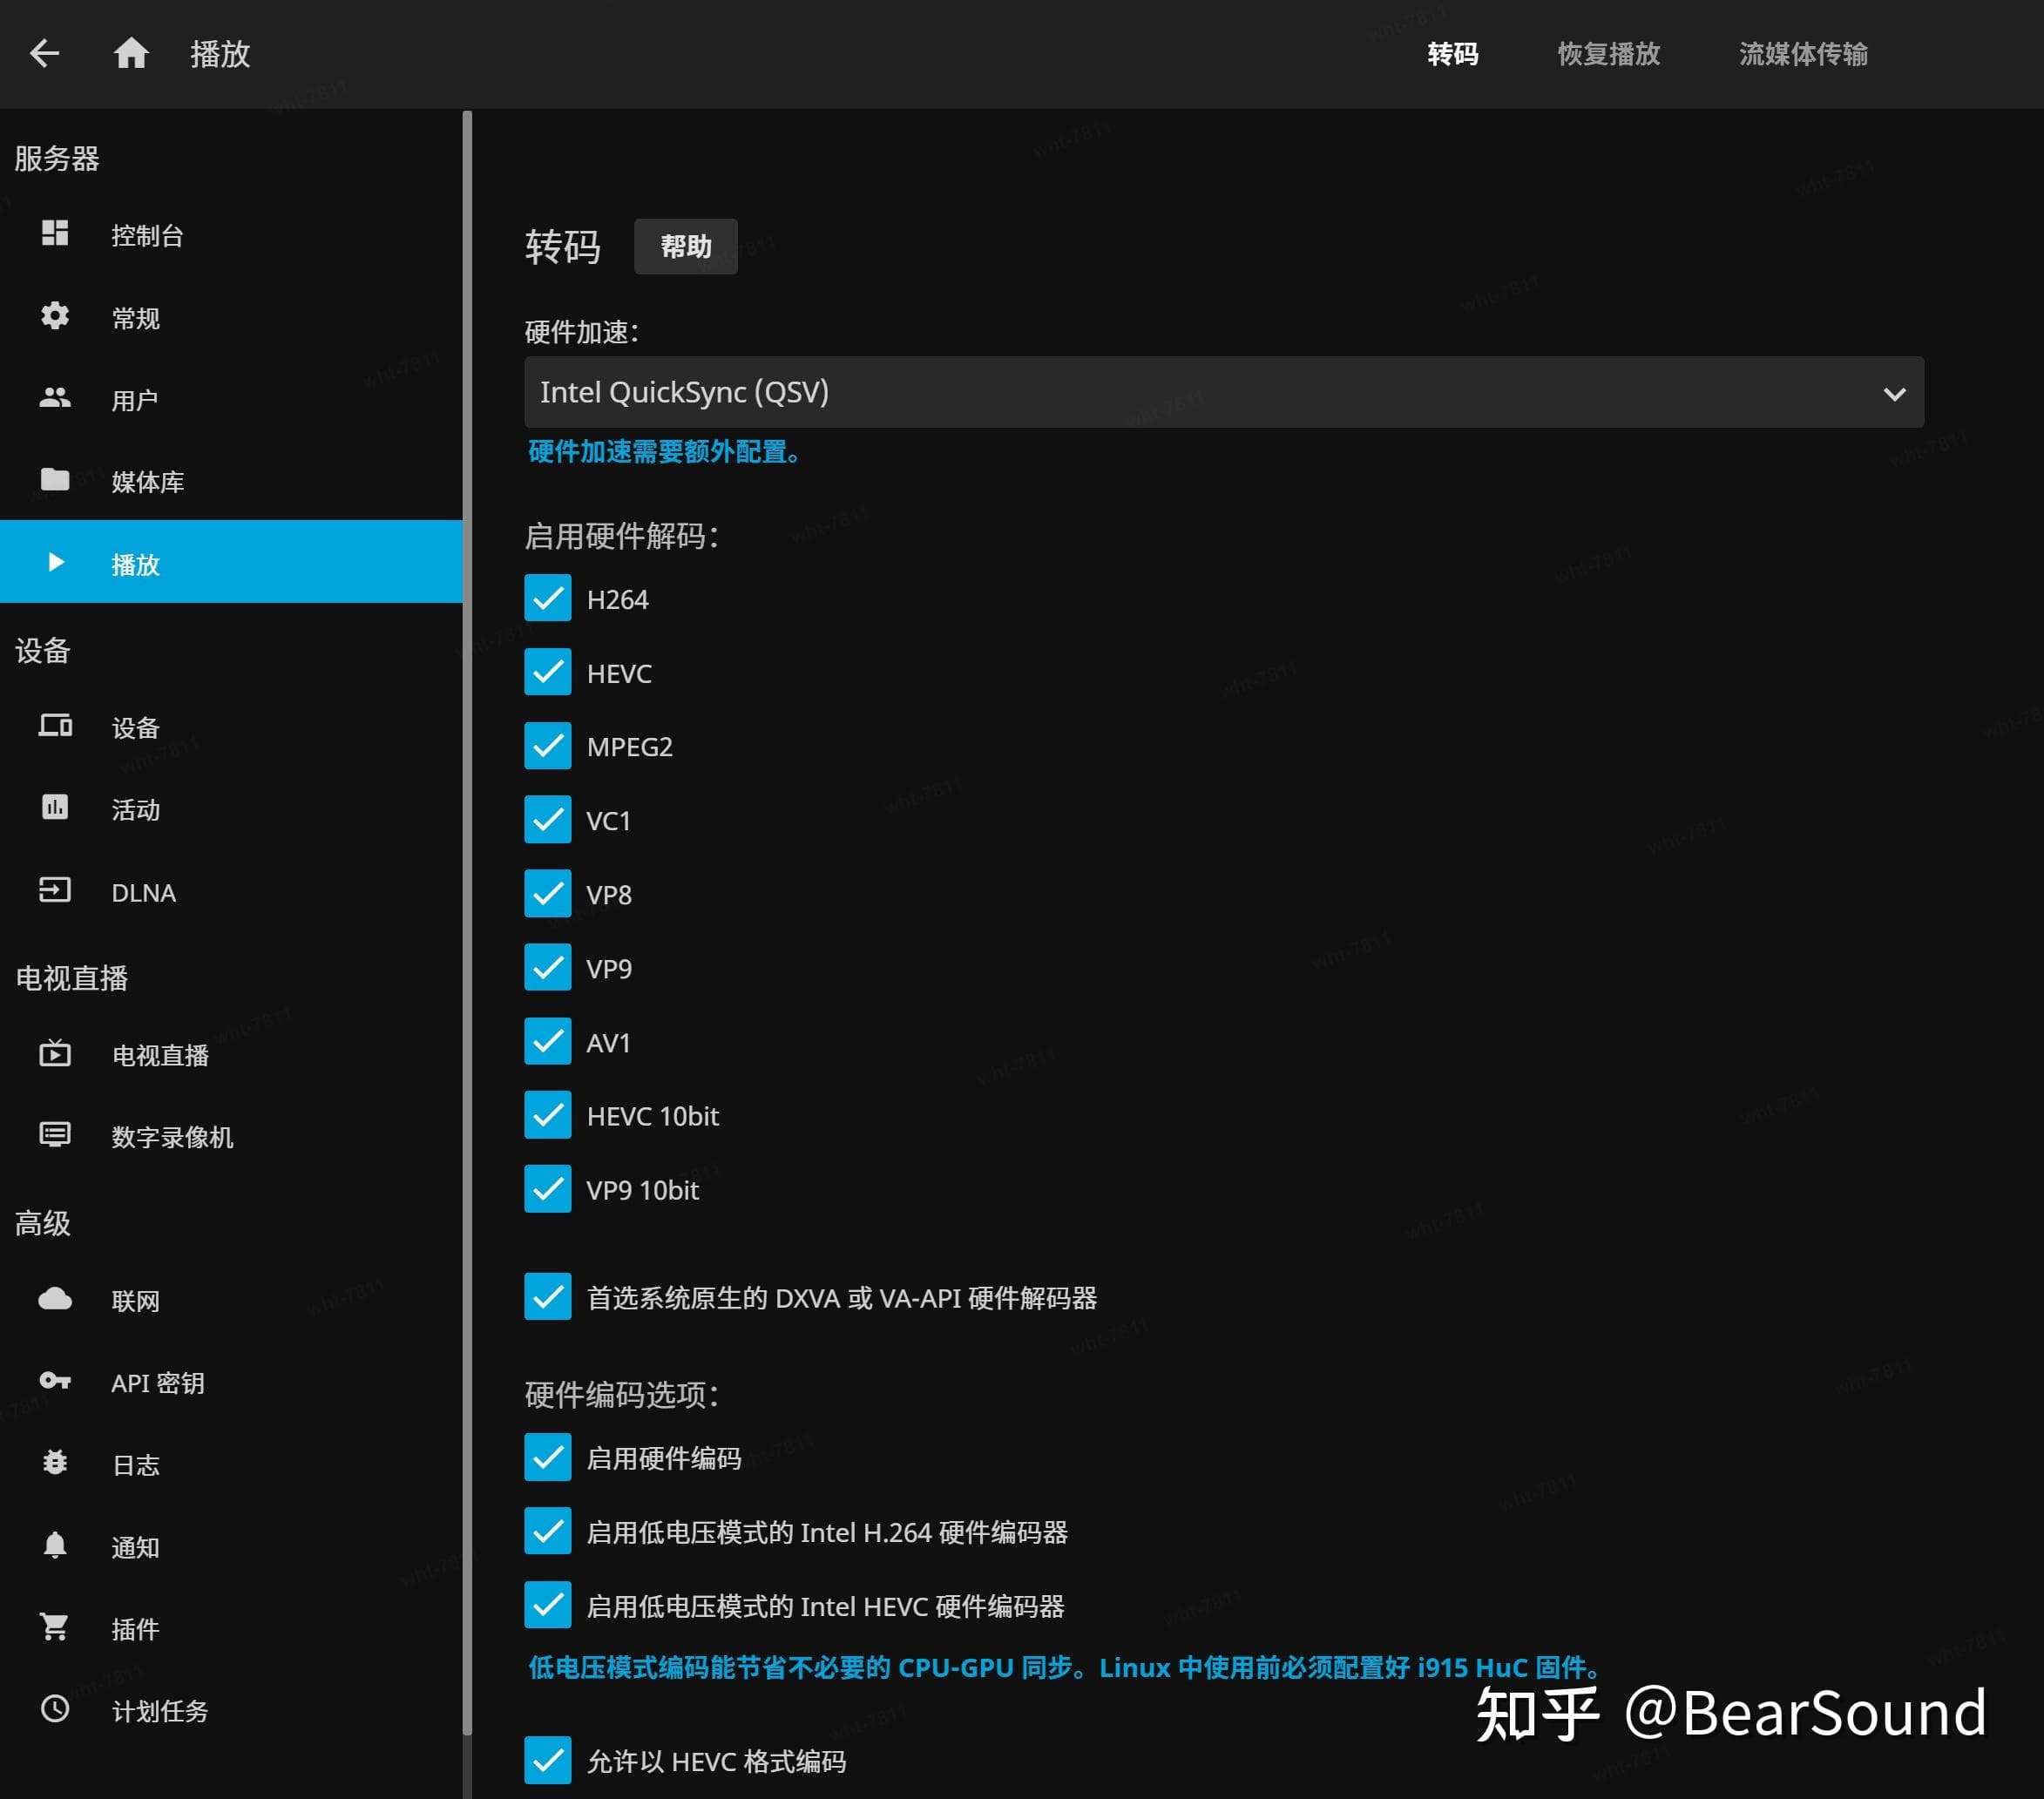 播放
转码
恢复播放
流媒体传输
服务器
控制台
常规
用户
媒体库
播放
设备
设备
活动
DLNA
电视直播
电视直播
数字录像机
高级
联网
API 密钥
日志
通知
插件
计划任务
转码
帮助
硬件加速：
Intel QuickSync (QSV)
硬件加速需要额外配置。
启用硬件解码：
H264
HEVC
MPEG2
VC1
VP8
VP9
AV1
HEVC 10bit
VP9 10bit
首选系统原生的 DXVA 或 VA-API 硬件解码器
硬件编码选项：
启用硬件编码
启用低电压模式的 Intel H.264 硬件编码器
启用低电压模式的 Intel HEVC 硬件编码器
低电压模式编码能节省不必要的 CPU-GPU 同步。Linux 中使用前必须配置好 i915 HuC 固件。
允许以 HEVC 格式编码
知乎 @BearSound
wht-7811